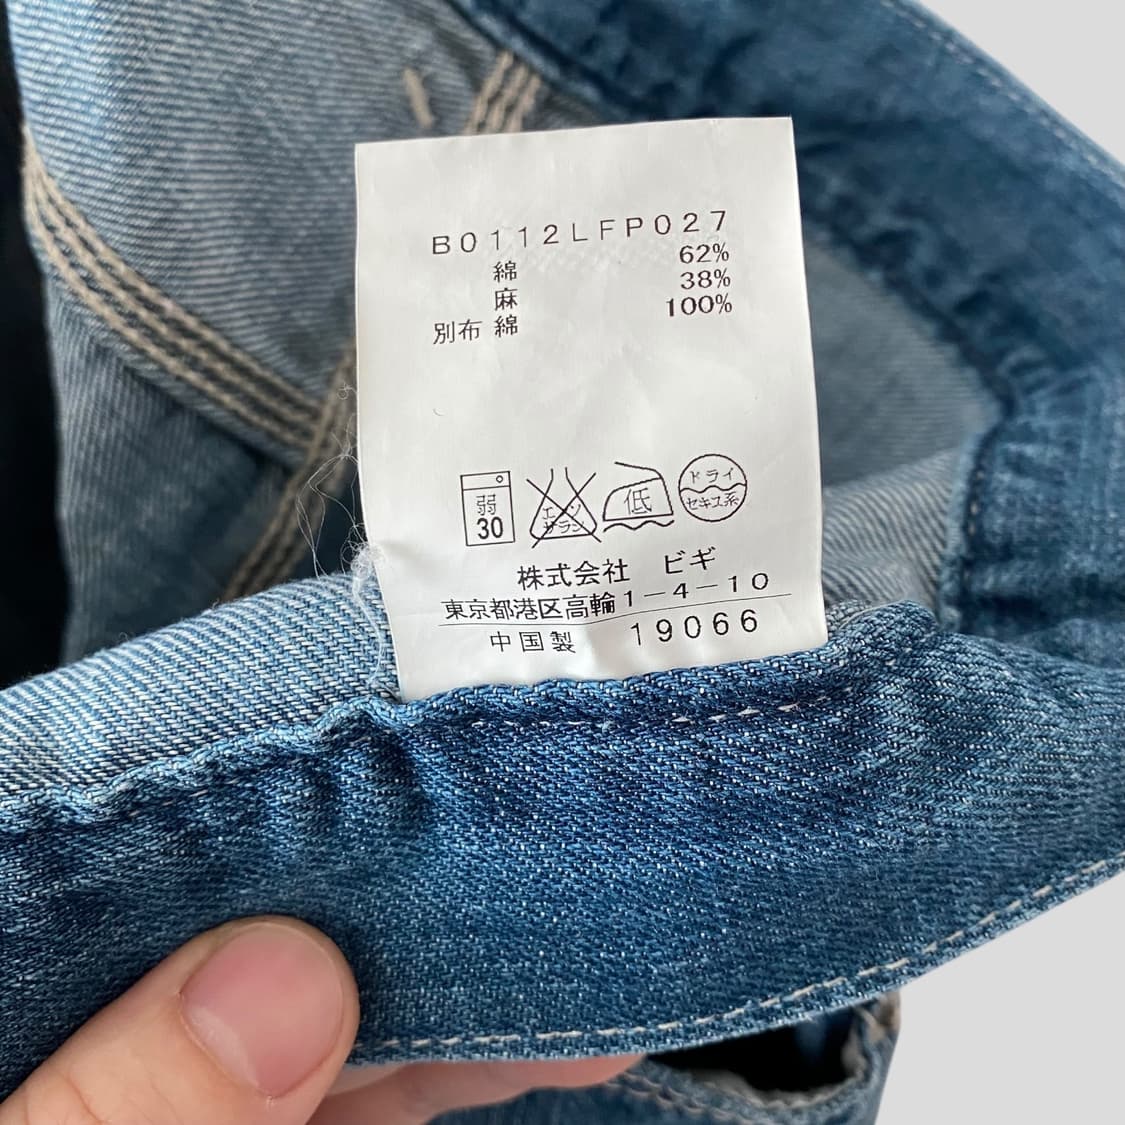 B0112LFP027
綿 62%
麻 38%
別布 綿 100%
弱 30
エンソ サラシ
低
ドライ セキユ系
株式会社 ビギ
東京都港区高輪1-4-10
中国製 19066